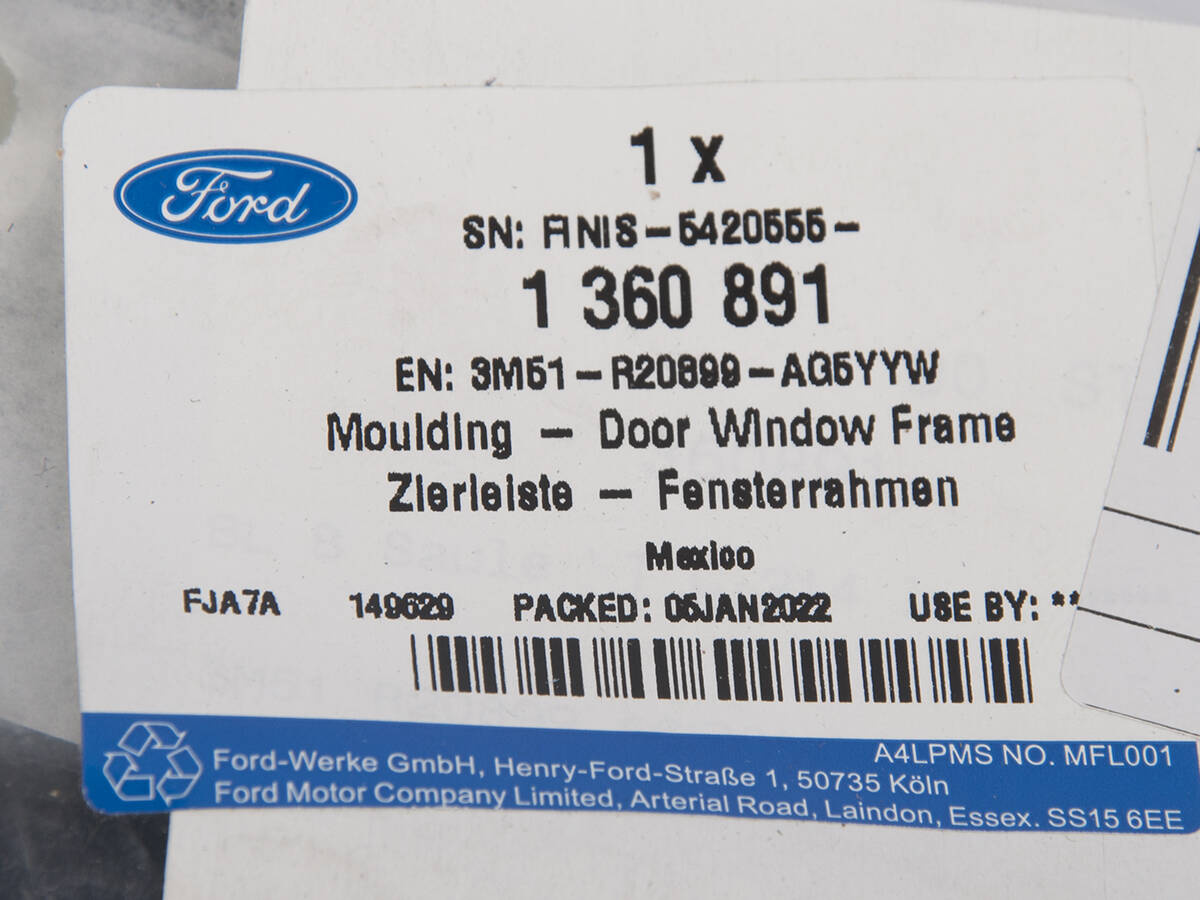 Ford
1 x
SN: FINIS-5420555-
1 360 891
EN: 3M51-R20899-AG5YYW
Moulding - Door Window Frame
Zierleiste - Fensterrahmen
Mexico
FJA7A 149629 PACKED: 05JAN2022 USE BY: **
A4LPMS NO. MFL001
Ford-Werke GmbH, Henry-Ford-Straße 1, 50735 Köln
Ford Motor Company Limited, Arterial Road, Laindon, Essex. SS15 6EE